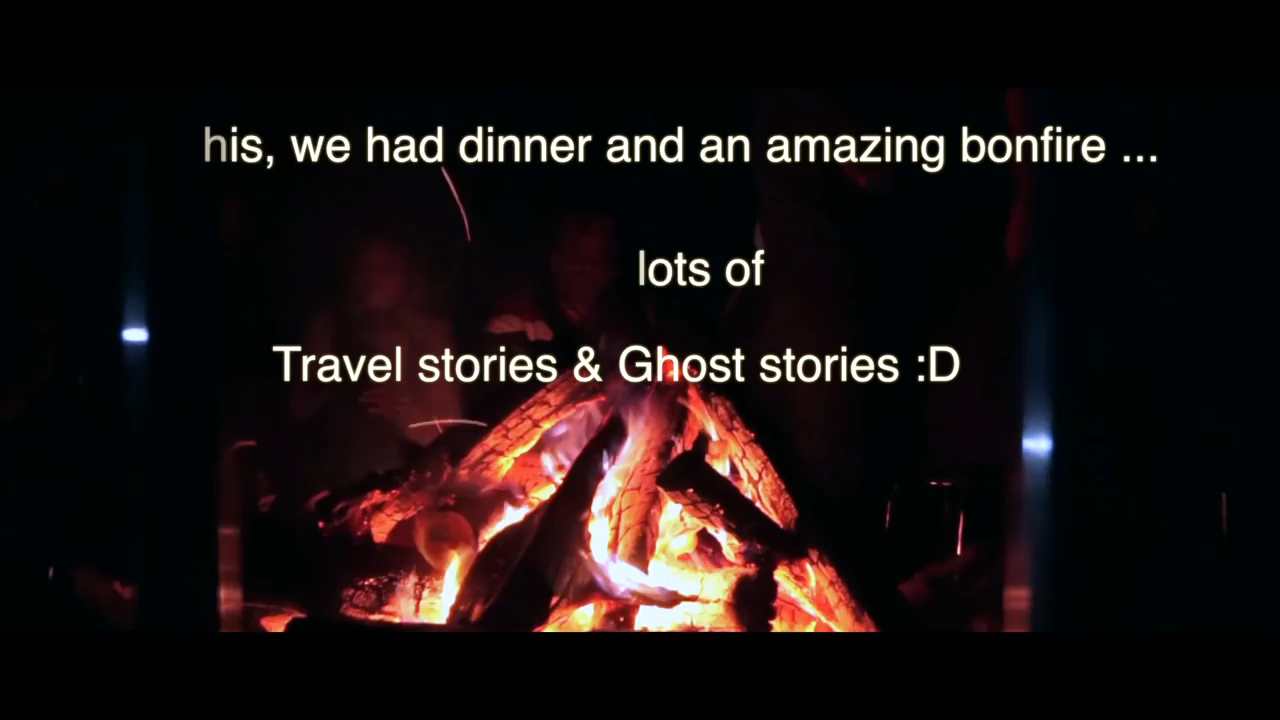 his, we had dinner and an amazing bonfire ...
lots of
Travel stories & Ghost stories :D